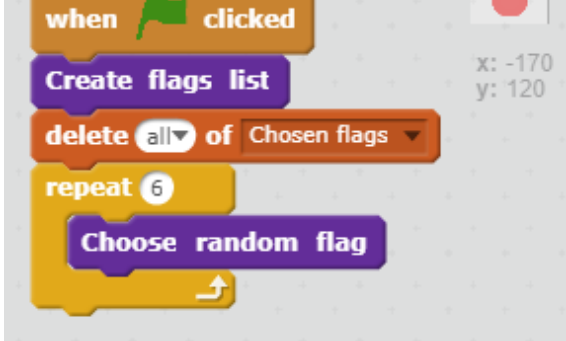 when clicked
x: -170
Create flags list
y: 120
delete all of Chosen flags
repeat 6
Choose random flag